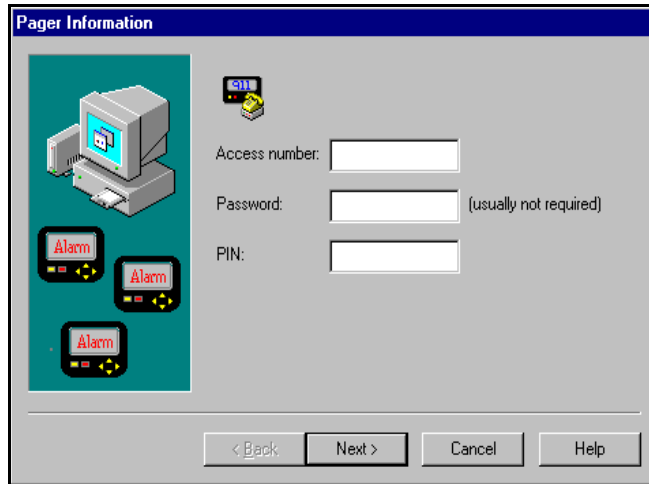 Pager Information
911
Access number:
Password: (usually not required)
PIN:
Alarm
Alarm
Alarm
< Back Next > Cancel Help